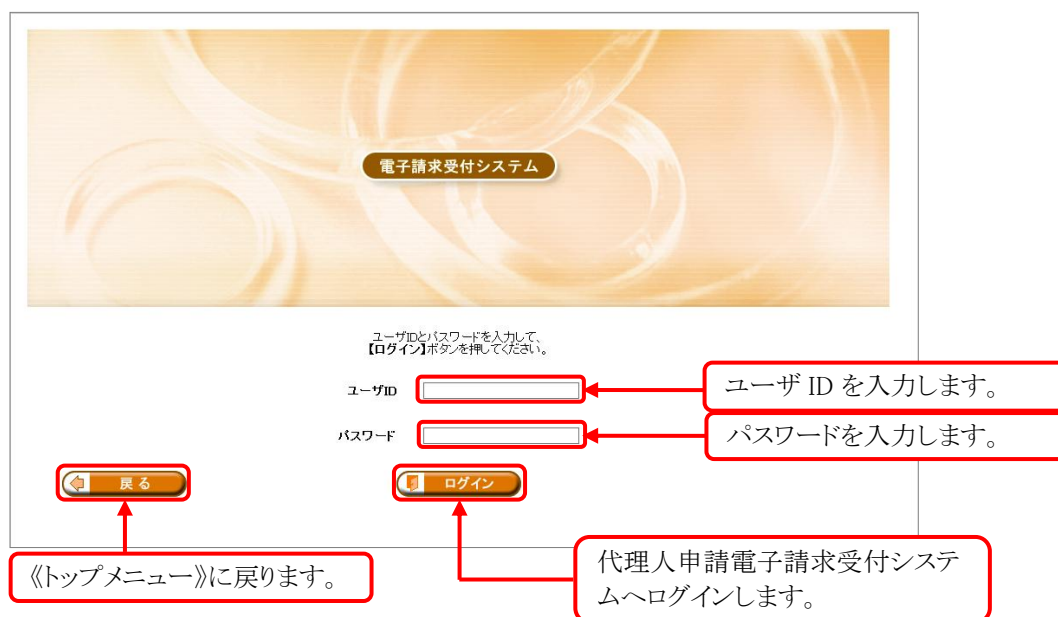 電子請求受付システム
ユーザIDとパスワードを入力して、
【ログイン】ボタンを押してください。
ユーザID
ユーザ ID を入力します。
パスワード
パスワードを入力します。
戻る
ログイン
《トップメニュー》に戻ります。
代理人申請電子請求受付システ
ムへログインします。